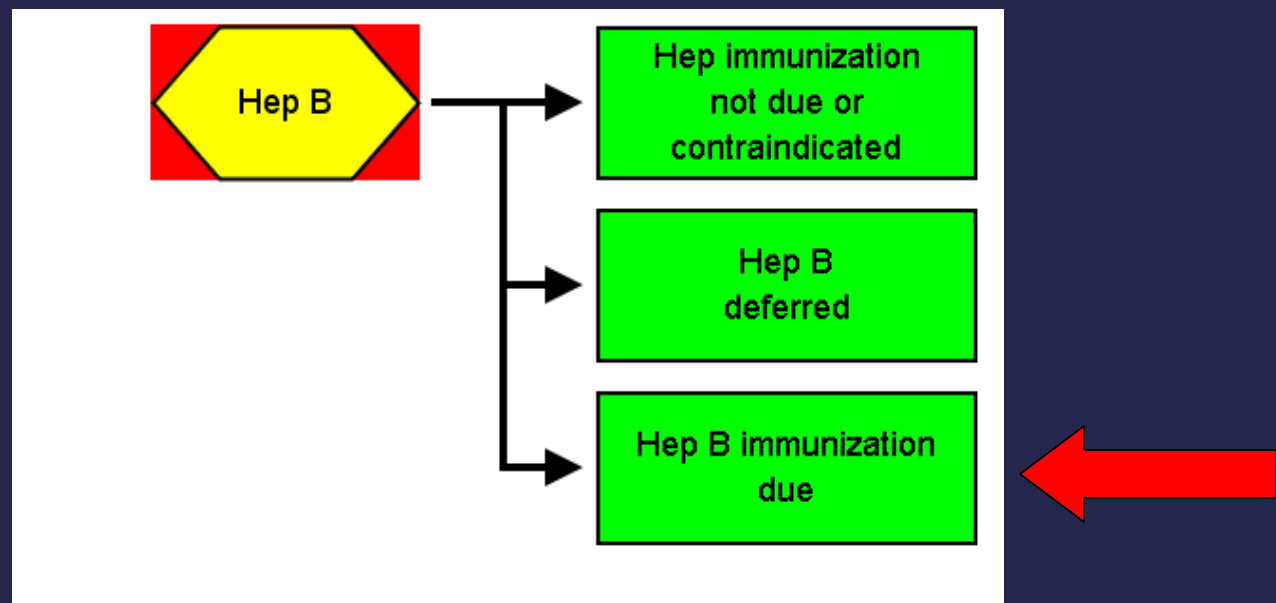 Hep B
Hep immunization
not due or
contraindicated
Hep B
deferred
Hep B immunization
due